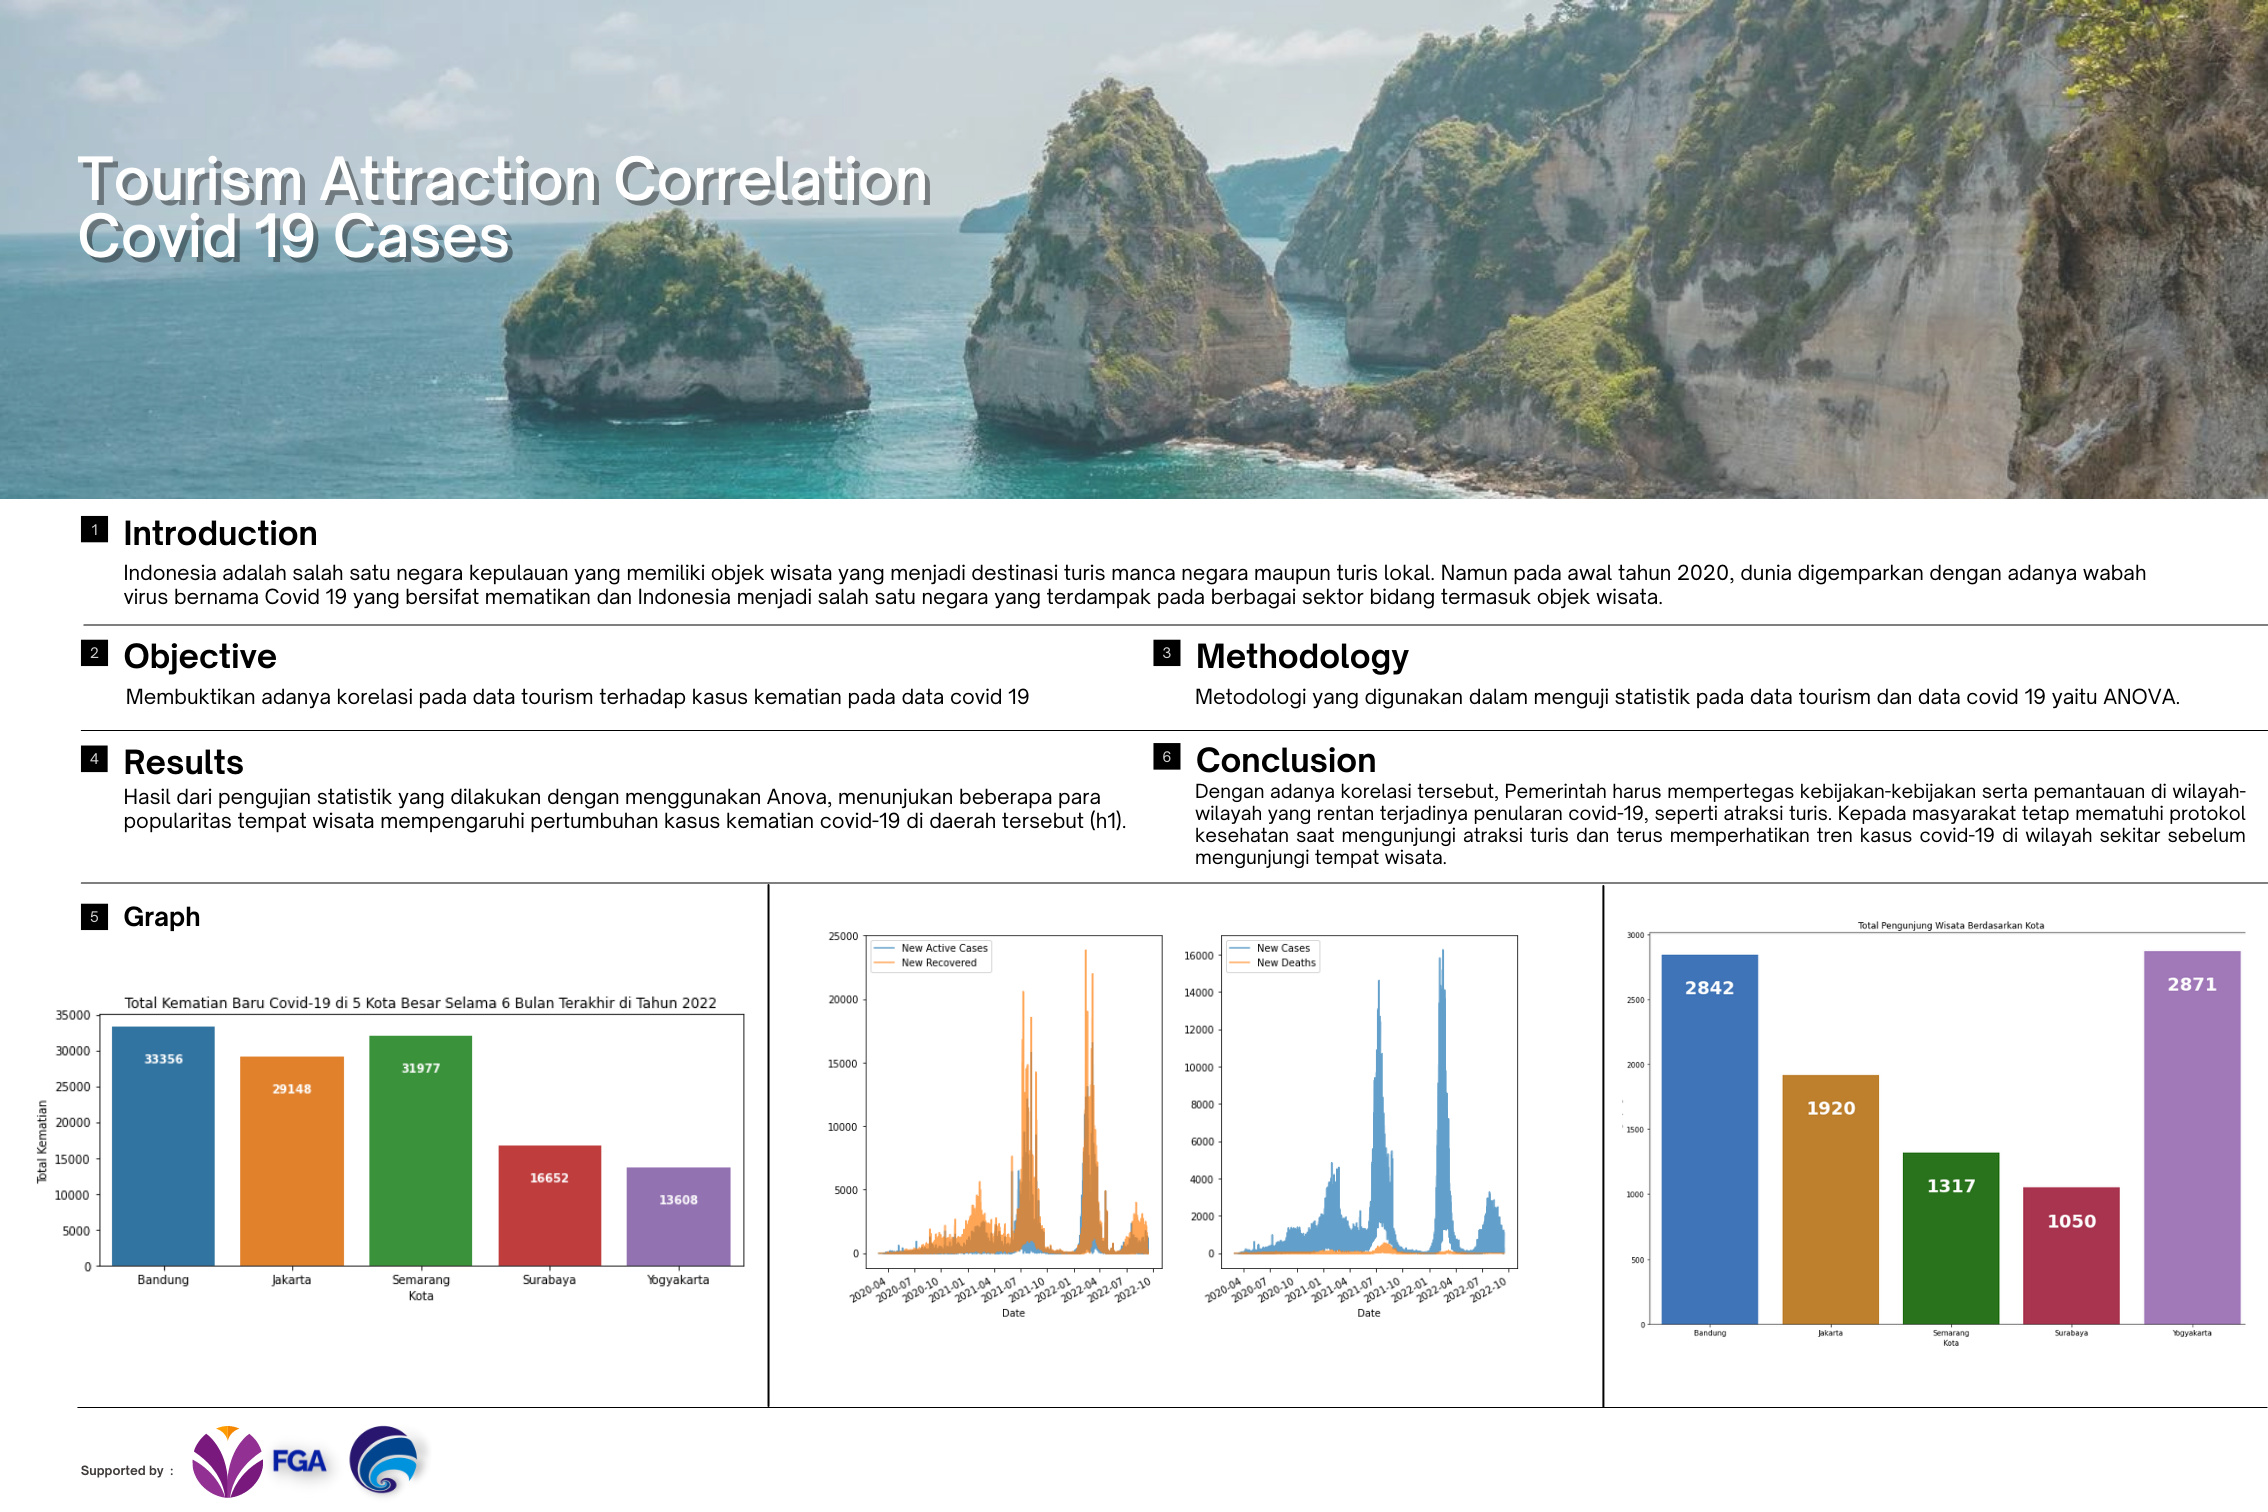 Tourism Attraction Correlation
Covid 19 Cases
1 Introduction
Indonesia adalah salah satu negara kepulauan yang memiliki objek wisata yang menjadi destinasi turis manca negara maupun turis lokal. Namun pada awal tahun 2020, dunia digemparkan dengan adanya wabah
virus bernama Covid 19 yang bersifat mematikan dan Indonesia menjadi salah satu negara yang terdampak pada berbagai sektor bidang termasuk objek wisata.
2 Objective
Membuktikan adanya korelasi pada data tourism terhadap kasus kematian pada data covid 19
3 Methodology
Metodologi yang digunakan dalam menguji statistik pada data tourism dan data covid 19 yaitu ANOVA.
4 Results
Hasil dari pengujian statistik yang dilakukan dengan menggunakan Anova, menunjukan beberapa para
popularitas tempat wisata mempengaruhi pertumbuhan kasus kematian covid-19 di daerah tersebut (h1).
6 Conclusion
Dengan adanya korelasi tersebut, Pemerintah harus mempertegas kebijakan-kebijakan serta pemantauan di wilayah-
wilayah yang rentan terjadinya penularan covid-19, seperti atraksi turis. Kepada masyarakat tetap mematuhi protokol
kesehatan saat mengunjungi atraksi turis dan terus memperhatikan tren kasus covid-19 di wilayah sekitar sebelum
mengunjungi tempat wisata.
5 Graph
Total Kematian Baru Covid-19 di 5 Kota Besar Selama 6 Bulan Terakhir di Tahun 2022
Total Kematian
35000
30000
25000
20000
15000
10000
5000
0
33356
29148
31977
16652
13608
Bandung Jakarta Semarang Surabaya Yogyakarta
Kota
New Active Cases
New Recovered
25000
20000
15000
10000
5000
0
2020-04 2020-07 2020-10 2021-01 2021-04 2021-07 2021-10 2022-01 2022-04 2022-07 2022-10
Date
New Cases
New Deaths
16000
14000
12000
10000
8000
6000
4000
2000
0
2020-04 2020-07 2020-10 2021-01 2021-04 2021-07 2021-10 2022-01 2022-04 2022-07 2022-10
Date
Total Pengunjung Wisata Berdasarkan Kota
3000
2500
2000
1500
1000
500
0
2842
1920
1317
1050
2871
Bandung Jakarta Semarang Surabaya Yogyakarta
Kota
Supported by :
FGA